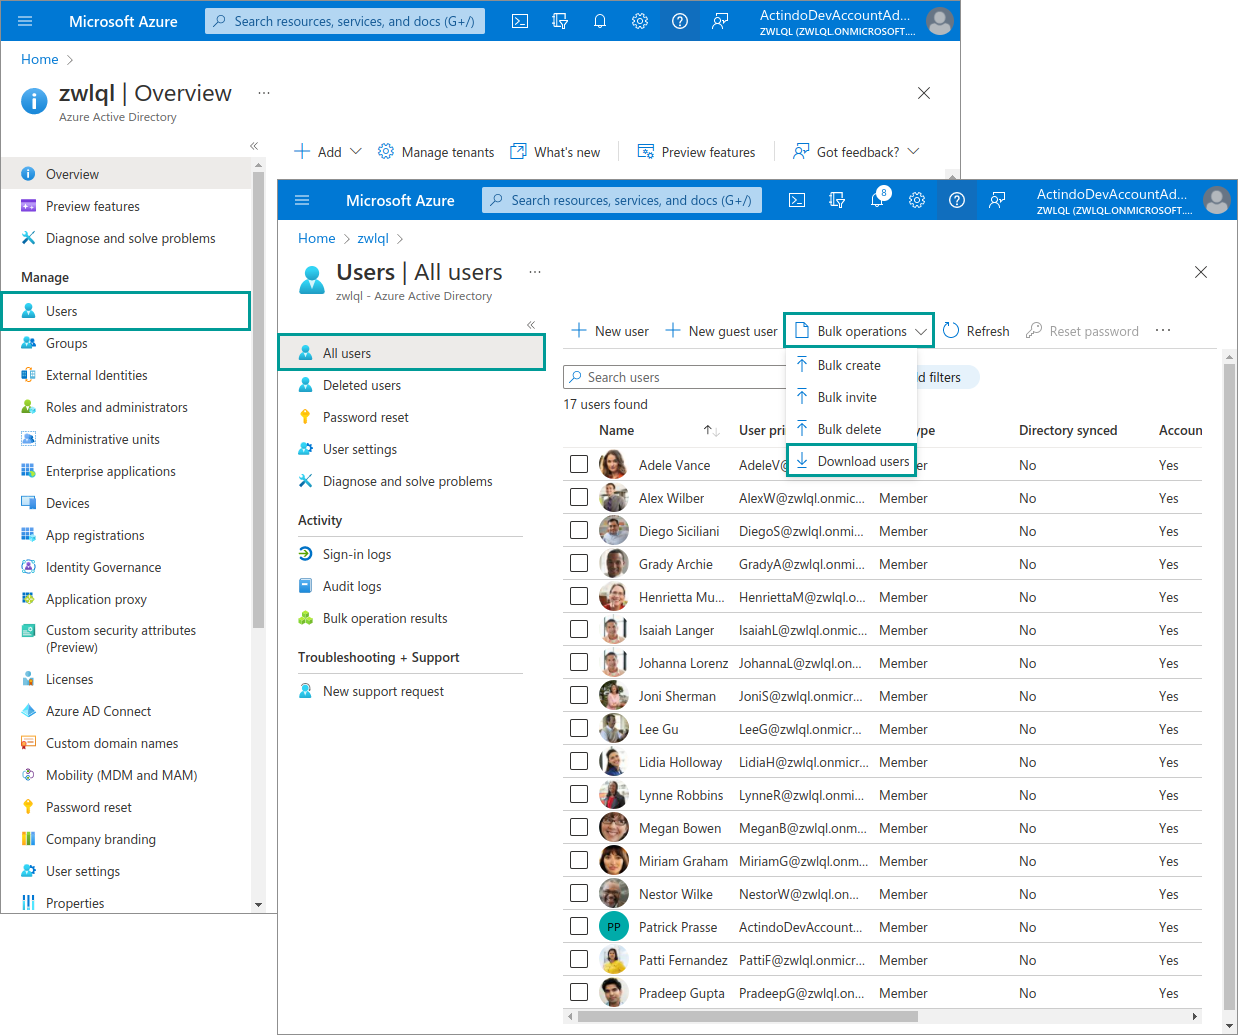 Microsoft Azure
Search resources, services, and docs (G+/)
ActindoDevAccountAd...
ZWLQL (ZWLQL.ONMICROSOFT....
Home
zwlql | Overview
...
Azure Active Directory
Add
Manage tenants
What's new
Preview features
Got feedback?
Overview
Preview features
Diagnose and solve problems
Manage
Users
Groups
External Identities
Roles and administrators
Administrative units
Enterprise applications
Devices
App registrations
Identity Governance
Application proxy
Custom security attributes
(Preview)
Licenses
Azure AD Connect
Custom domain names
Mobility (MDM and MAM)
Password reset
Company branding
User settings
Properties
Microsoft Azure
Search resources, services, and docs (G+/)
8
ActindoDevAccountAd...
ZWLQL (ZWLQL.ONMICROSOFT....
Home
zwlql
Users | All users
...
zwlql - Azure Active Directory
All users
Deleted users
Password reset
User settings
Diagnose and solve problems
Activity
Sign-in logs
Audit logs
Bulk operation results
Troubleshooting + Support
New support request
New user
New guest user
Bulk operations
Refresh
Reset password
...
Bulk create
Bulk invite
Bulk delete
Download users
Search users
d filters
17 users found
Name User pri ype Directory synced Accoun
Adele Vance AdeleV@ ber No Yes
Alex Wilber AlexW@zwlql.onmic... Member No Yes
Diego Siciliani DiegoS@zwlql.onmi... Member No Yes
Grady Archie GradyA@zwlql.onmi... Member No Yes
Henrietta Mu... HenriettaM@zwlql.o... Member No Yes
Isaiah Langer IsaiahL@zwlql.onmic... Member No Yes
Johanna Lorenz JohannaL@zwlql.on... Member No Yes
Joni Sherman JoniS@zwlql.onmicr... Member No Yes
Lee Gu LeeG@zwlql.onmicr... Member No Yes
Lidia Holloway LidiaH@zwlql.onmicr... Member No Yes
Lynne Robbins LynneR@zwlql.onmi... Member No Yes
Megan Bowen MeganB@zwlql.onm... Member No Yes
Miriam Graham MiriamG@zwlql.onm... Member No Yes
Nestor Wilke NestorW@zwlql.on... Member No Yes
PP Patrick Prasse ActindoDevAccount... Member No Yes
Patti Fernandez PattiF@zwlql.onmicr... Member No Yes
Pradeep Gupta PradeepG@zwlql.on... Member No Yes